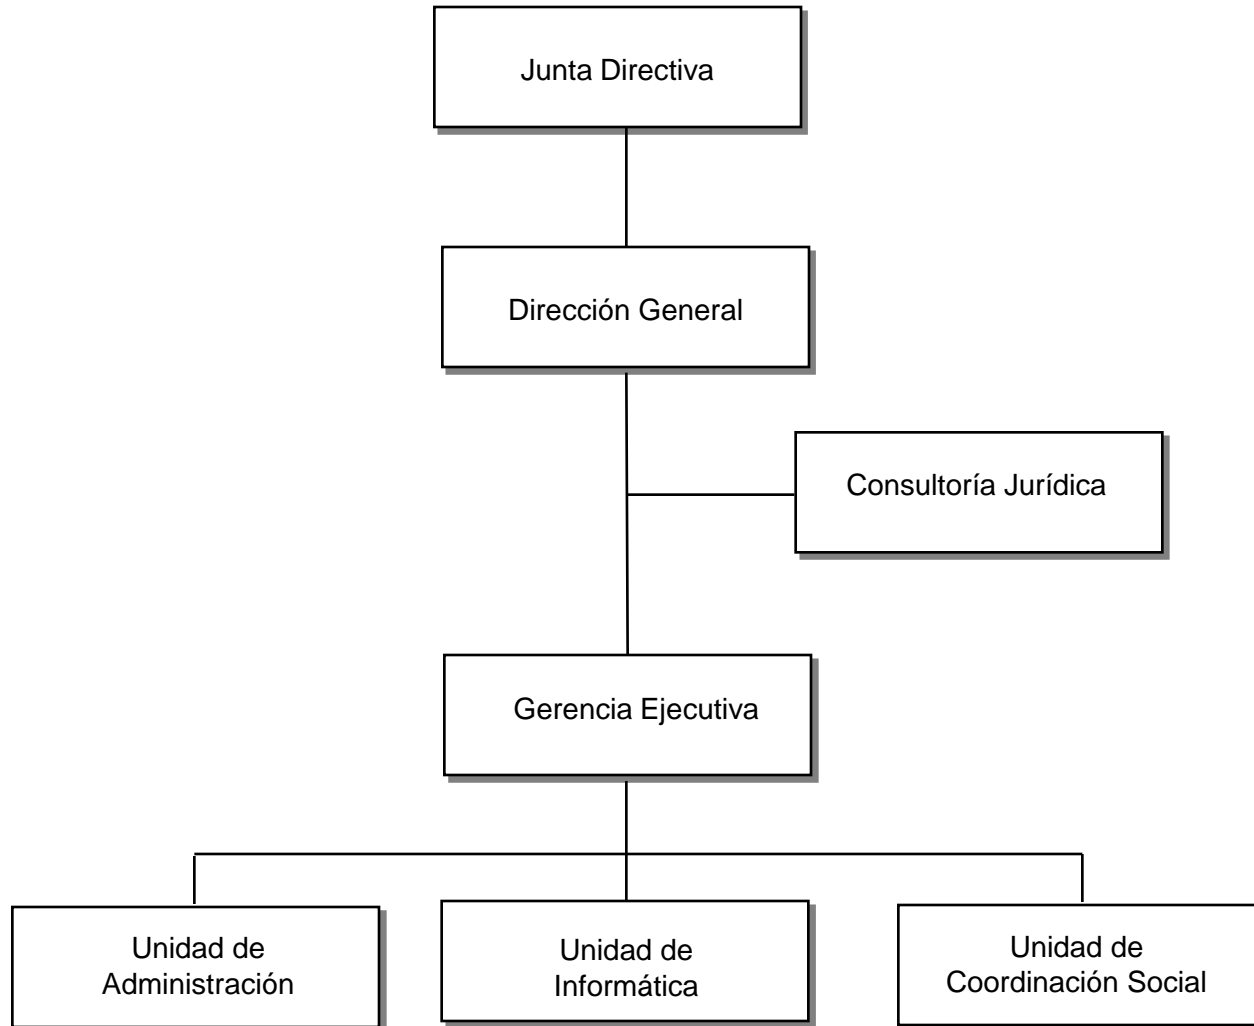 Junta Directiva
Dirección General
Consultoría Jurídica
Gerencia Ejecutiva
Unidad de
Administración
Unidad de
Informática
Unidad de
Coordinación Social